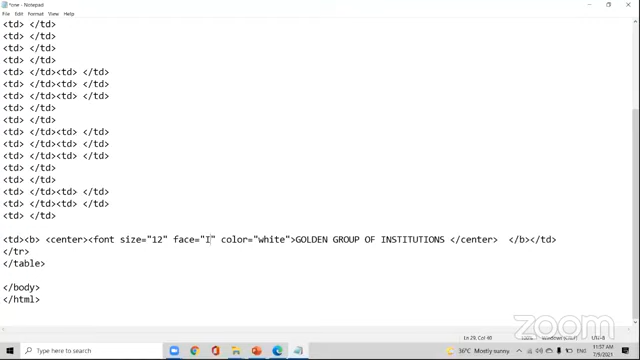 *one - Notepad
File Edit Format View Help
<td> </td>
<td> </td>
<td> </td>
<td> </td>
<td> </td><td> </td>
<td> </td><td> </td>
<td> </td><td> </td>
<td> </td>
<td> </td>
<td> </td><td> </td>
<td> </td><td> </td>
<td> </td><td> </td>
<td> </td>
<td> </td>
<td> </td><td> </td>
<td> </td><td> </td>
<td> </td>
<td><b> <center><font size="12" face="I" color="white">GOLDEN GROUP OF INSTITUTIONS </center> </b></td>
</tr>
</table>
</body>
</html>
zoom
Ln 29, Col 40 100% Windows (CRLF) UTF-8
Type here to search
36°C Mostly sunny
ENG
11:57 AM
7/9/2021